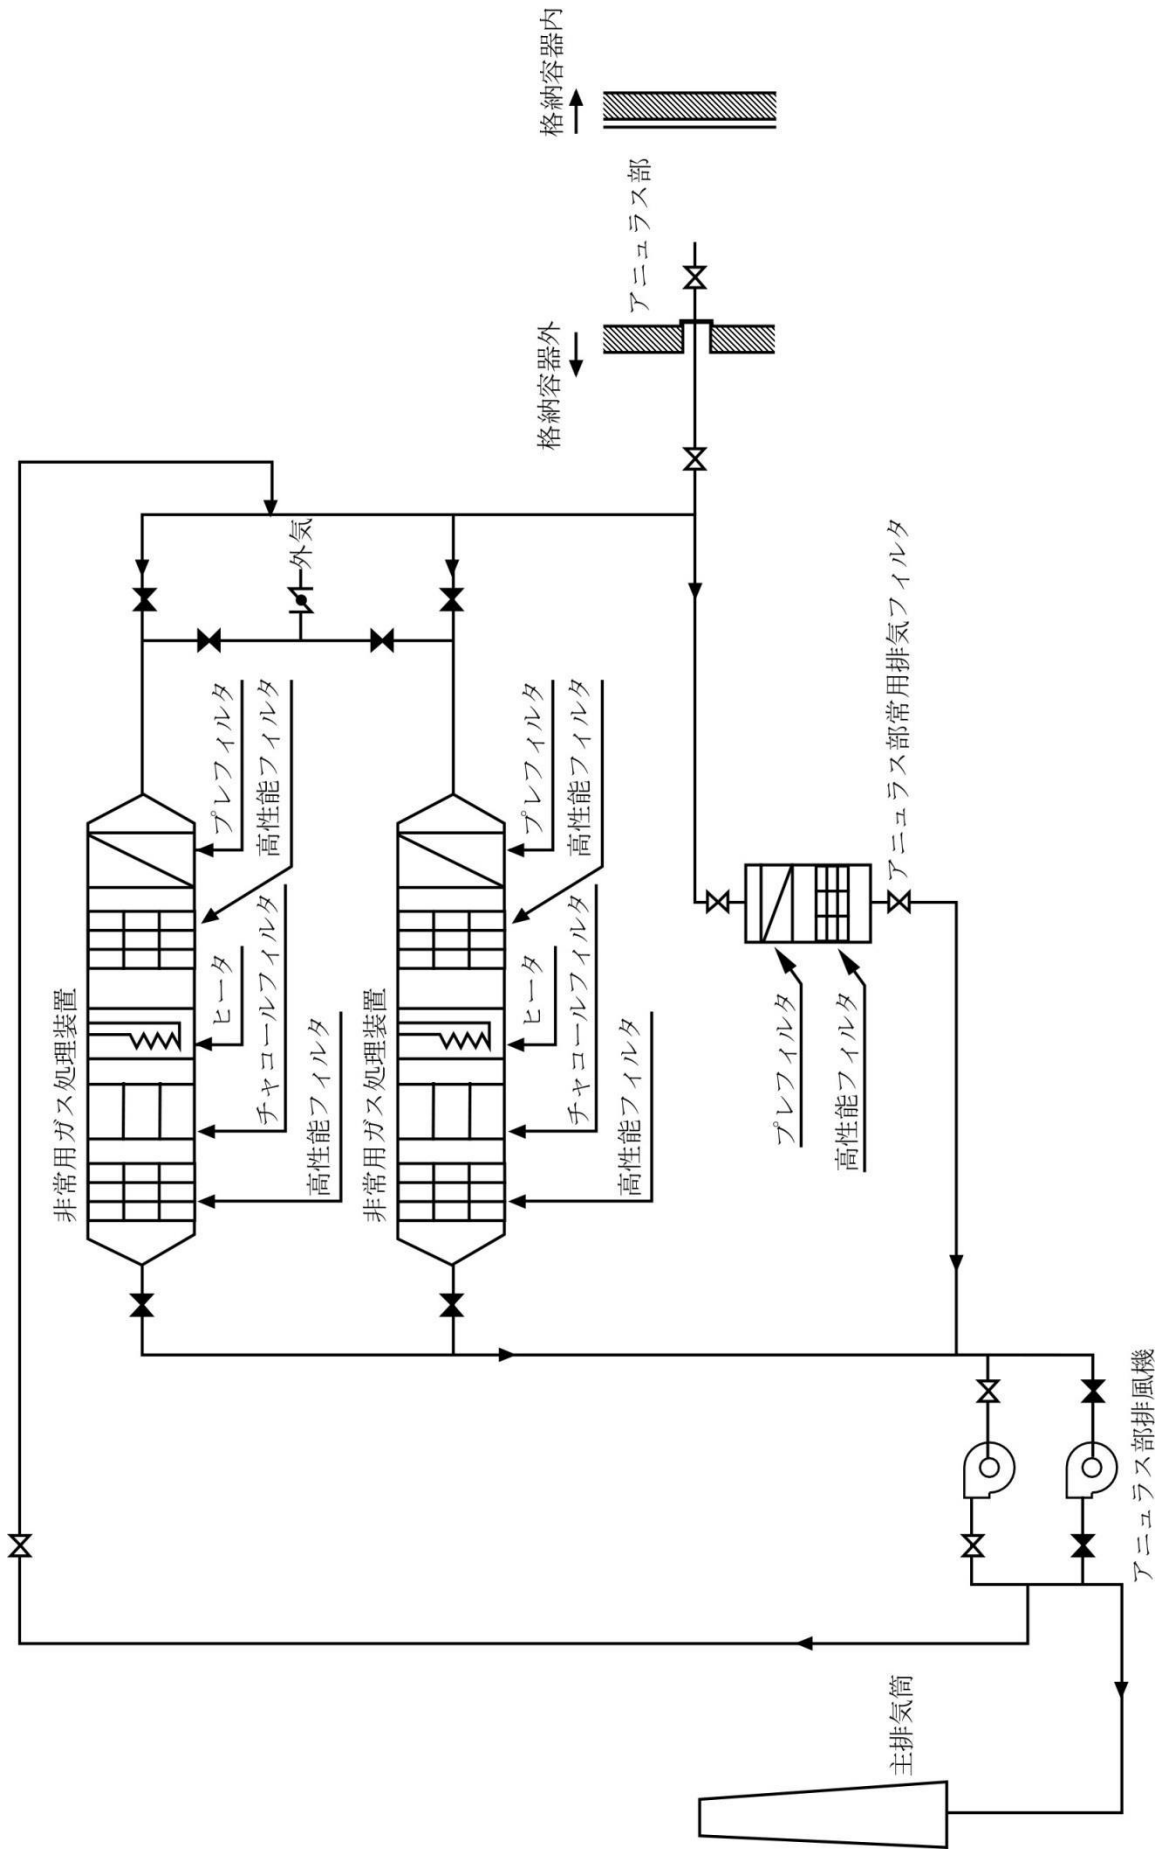 格納容器内
アニュラス部
格納容器外
外気
非常用ガス処理装置
プレフィルタ
高性能フィルタ
ヒータ
チャコールフィルタ
高性能フィルタ
非常用ガス処理装置
プレフィルタ
高性能フィルタ
ヒータ
チャコールフィルタ
高性能フィルタ
アニュラス部常用排気フィルタ
プレフィルタ
高性能フィルタ
アニュラス部排風機
主排気筒